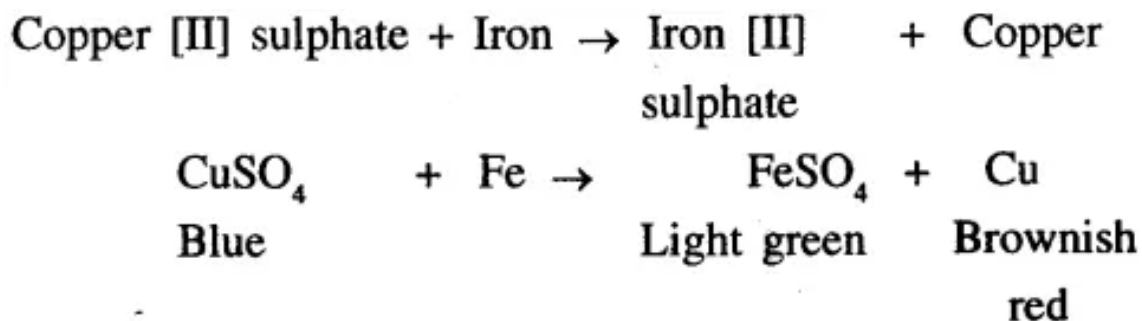 Copper [II] sulphate + Iron → Iron [II] + Copper
sulphate
CuSO₄ + Fe → FeSO₄ + Cu
Blue Light green Brownish
red